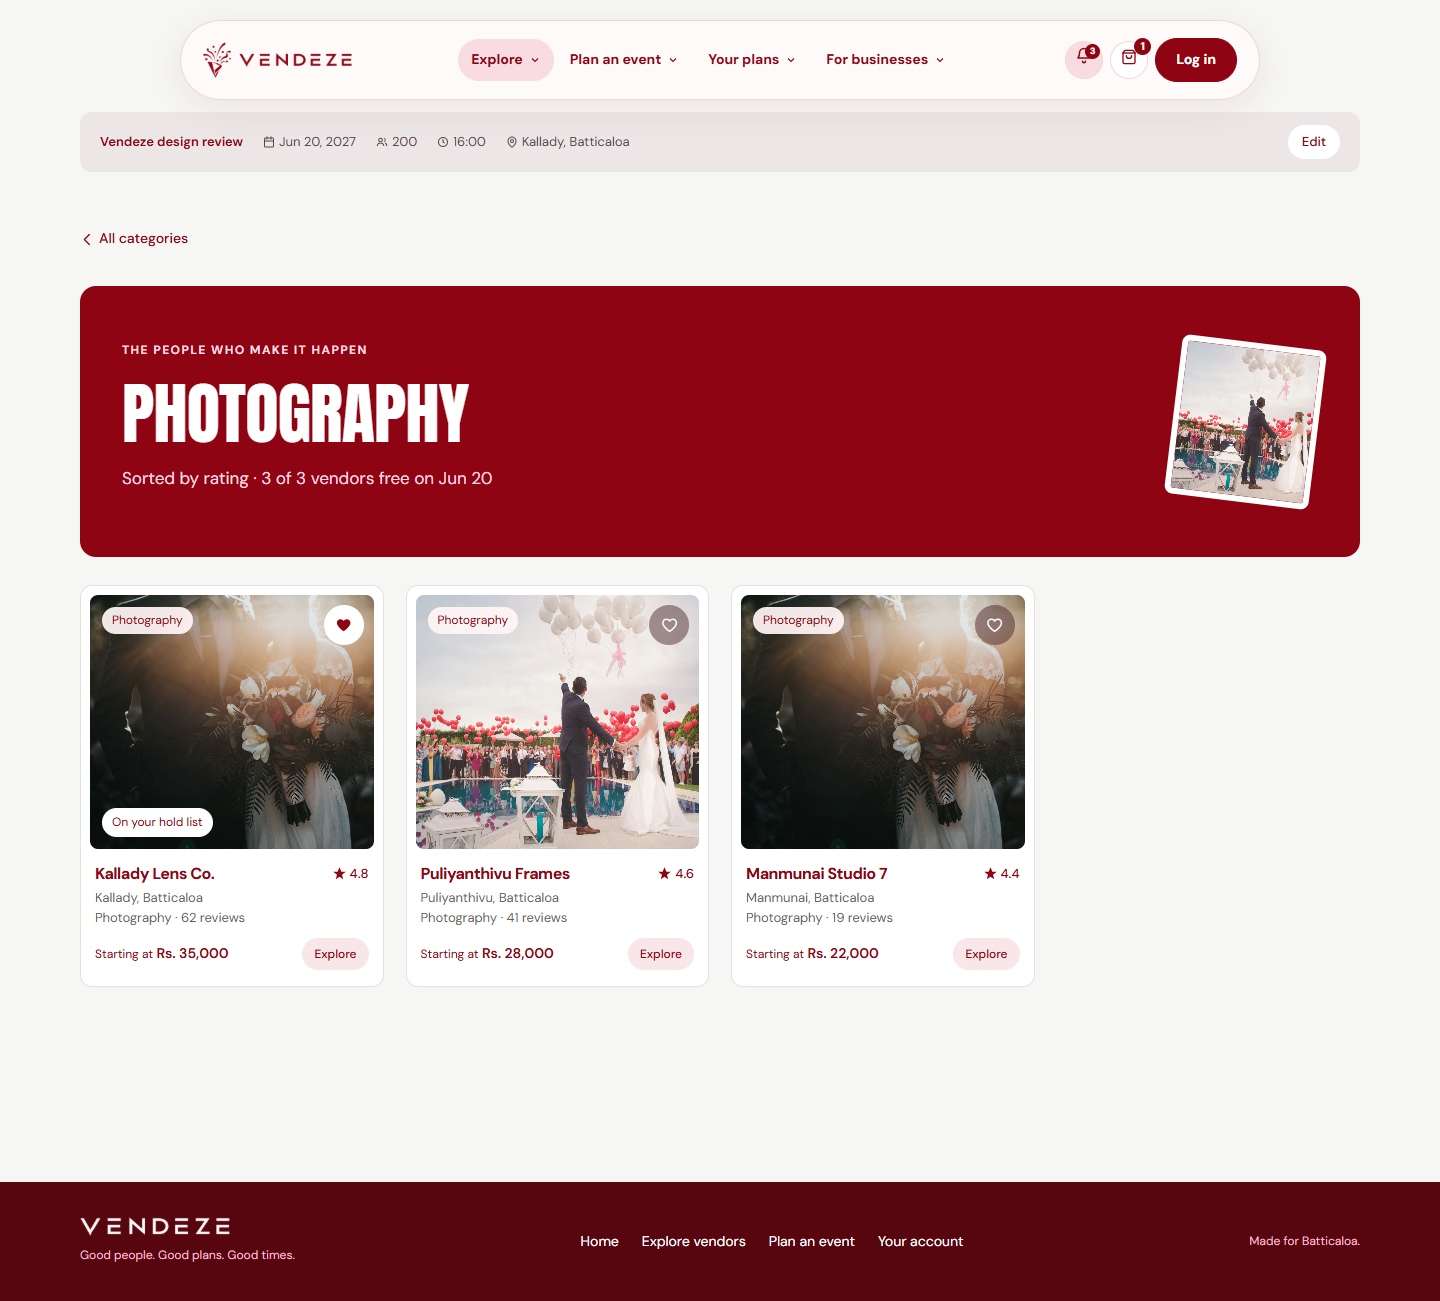 VENDEZE
Explore
Plan an event
Your plans
For businesses
3
1
Log in
Vendeze design review
Jun 20, 2027
200
16:00
Kallady, Batticaloa
Edit
All categories
THE PEOPLE WHO MAKE IT HAPPEN
PHOTOGRAPHY
Sorted by rating · 3 of 3 vendors free on Jun 20
Photography
On your hold list
Kallady Lens Co.
4.8
Kallady, Batticaloa
Photography · 62 reviews
Starting at Rs. 35,000
Explore
Photography
Puliyanthivu Frames
4.6
Puliyanthivu, Batticaloa
Photography · 41 reviews
Starting at Rs. 28,000
Explore
Photography
Manmunai Studio 7
4.4
Manmunai, Batticaloa
Photography · 19 reviews
Starting at Rs. 22,000
Explore
VENDEZE
Good people. Good plans. Good times.
Home
Explore vendors
Plan an event
Your account
Made for Batticaloa.